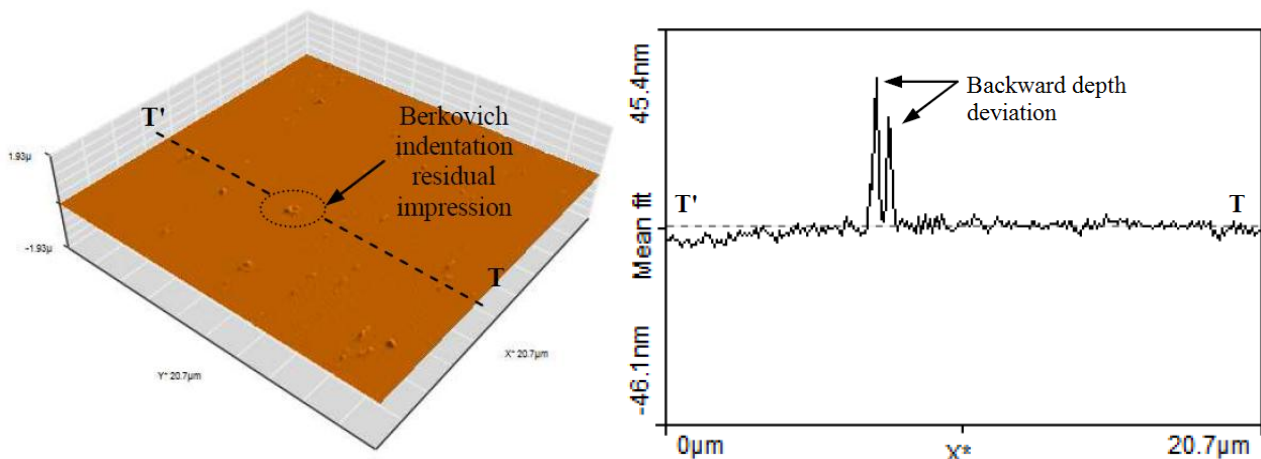 T'
Berkovich
indentation
residual
impression
1.93µ
-1.93µ
T
X* 20.7µm
Y* 20.7µm
45.4nm
Mean fit
-46.1nm
Backward depth
deviation
T'
T
0µm
X*
20.7µm